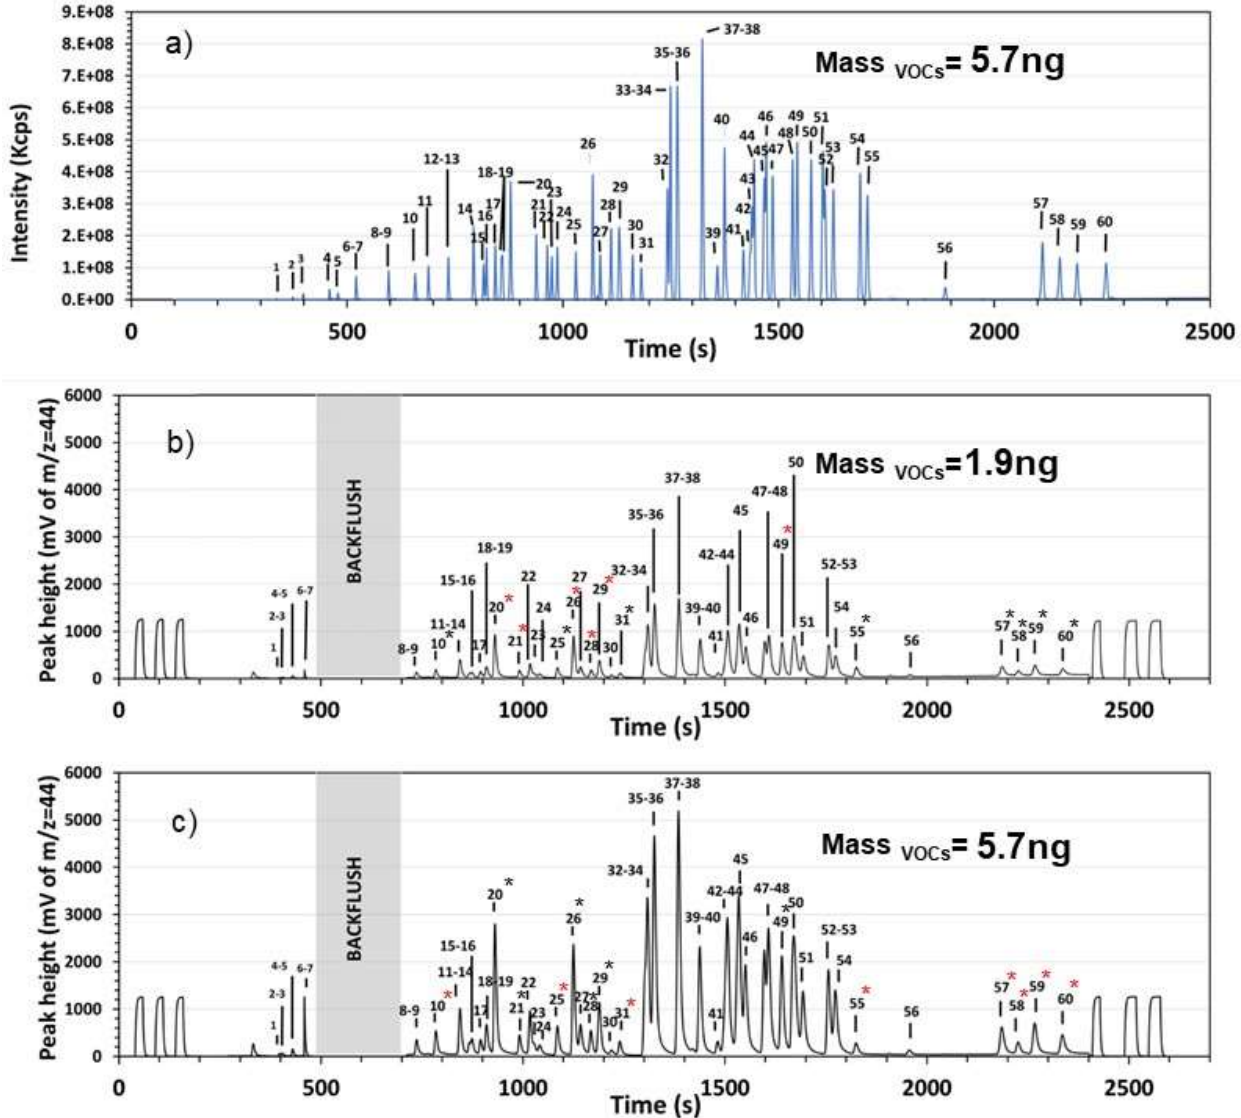 9.E+08
8.E+08
7.E+08
6.E+08
5.E+08
4.E+08
3.E+08
2.E+08
1.E+08
0.E+00
Intensity (Kcps)
a)
Mass VOCs= 5.7ng
1 2 3 4 5 6-7 8-9 10 11 12-13 14 15 16 17 18-19 20 21 22 23 24 25 26 27 28 29 30 31 32 33-34 35-36 37-38 39 40 41 42 43 44 45 46 47 48 49 50 51 52 53 54 55 56 57 58 59 60
0 500 1000 1500 2000 2500
Time (s)
6000
5000
4000
3000
2000
1000
0
Peak height (mV of m/z=44)
b)
BACKFLUSH
Mass VOCs=1.9ng
1 2-3 4-5 6-7 8-9 10 * 11-14 15-16 17 18-19 20 * 21 * 22 23 24 25 * 26 * 27 28 * 29 * 30 31 * 32-34 35-36 37-38 39-40 41 42-44 45 46 47-48 49 * 50 51 52-53 54 55 * 56 57 * 58 * 59 * 60 *
0 500 1000 1500 2000 2500
Time (s)
6000
5000
4000
3000
2000
1000
0
Peak height (mV of m/z=44)
c)
BACKFLUSH
Mass VOCs= 5.7ng
1 2-3 4-5 6-7 8-9 10 * 11-14 15-16 17 18-19 20 * 21 * 22 23 24 25 * 26 * 27 28 * 29 * 30 31 * 32-34 35-36 37-38 39-40 41 42-44 45 46 47-48 49 * 50 51 52-53 54 55 * 56 57 * 58 * 59 * 60 *
0 500 1000 1500 2000 2500
Time (s)